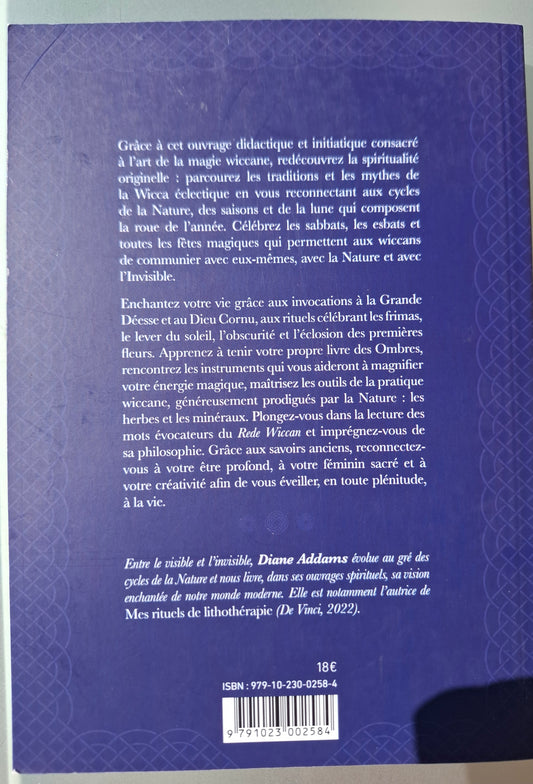 Grâce à cet ouvrage didactique et initiatique consacré
à l'art de la magie wiccane, redécouvrez la spiritualité
originelle : parcourez les traditions et les mythes de
la Wicca éclectique en vous reconnectant aux cycles
de la Nature, des saisons et de la lune qui composent
la roue de l'année. Célébrez les sabbats, les esbats et
toutes les fêtes magiques qui permettent aux wiccans
de communier avec eux-mêmes, avec la Nature et avec
l'Invisible.
Enchantez votre vie grâce aux invocations à la Grande
Déesse et au Dieu Cornu, aux rituels célébrant les frimas,
le lever du soleil, l'obscurité et l'éclosion des premières
fleurs. Apprenez à tenir votre propre livre des Ombres,
rencontrez les instruments qui vous aideront à magnifier
votre énergie magique, maîtrisez les outils de la pratique
wiccane, généreusement prodigués par la Nature : les
herbes et les minéraux. Plongez-vous dans la lecture des
mots évocateurs du Rede Wiccan et imprégnez-vous de
sa philosophie. Grâce aux savoirs anciens, reconnectez-
vous à votre être profond, à votre féminin sacré et à
votre créativité afin de vous éveiller, en toute plénitude,
à la vie.
Entre le visible et l'invisible, Diane Addams évolue au gré des
cycles de la Nature et nous livre, dans ses ouvrages spirituels, sa vision
enchantée de notre monde moderne. Elle est notamment l'autrice de
Mes rituels de lithothérapie (De Vinci, 2022).
18€
ISBN : 979-10-230-0258-4
9 791023 002584